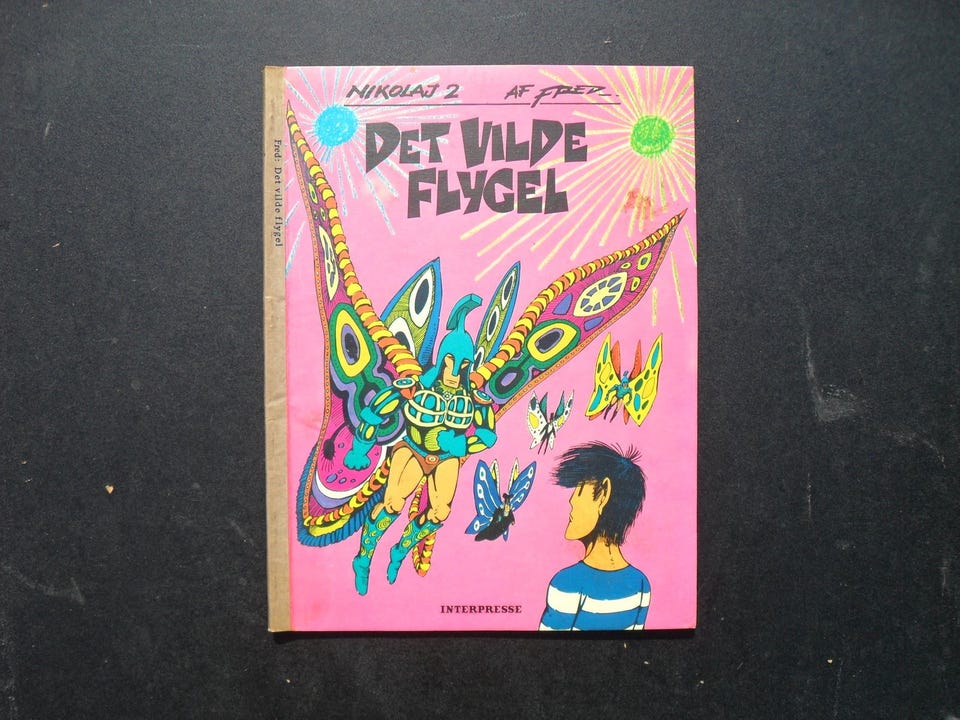 NIKOLAJ 2 AF FRED
DET VILDE
FLYGEL
Fred: Det vilde flygel
INTERPRESSE